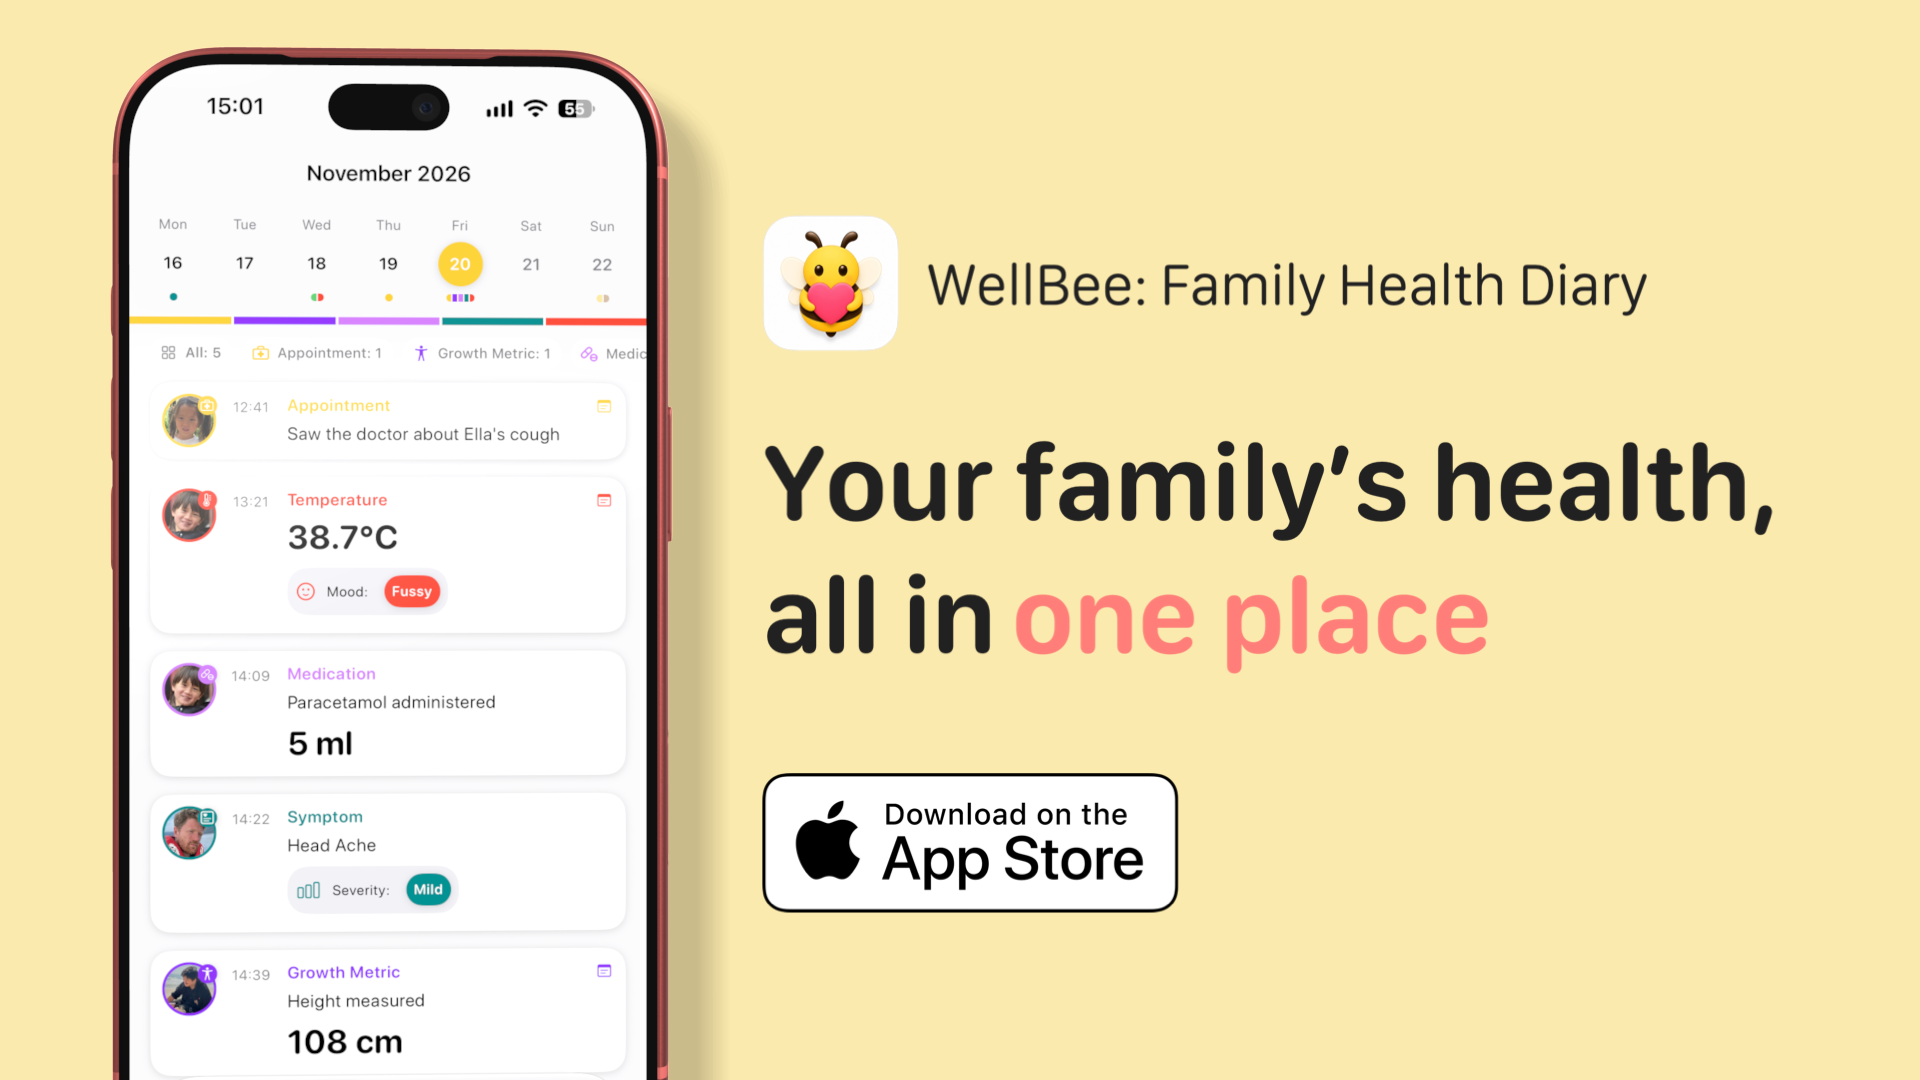 15:01
55
November 2026
Mon Tue Wed Thu Fri Sat Sun
16 17 18 19 20 21 22
All: 5 Appointment: 1 Growth Metric: 1 Medic
12:41 Appointment
Saw the doctor about Ella's cough
13:21 Temperature
38.7°C
Mood: Fussy
14:09 Medication
Paracetamol administered
5 ml
14:22 Symptom
Head Ache
Severity: Mild
14:39 Growth Metric
Height measured
108 cm
WellBee: Family Health Diary
Your family’s health,
all in one place
Download on the
App Store